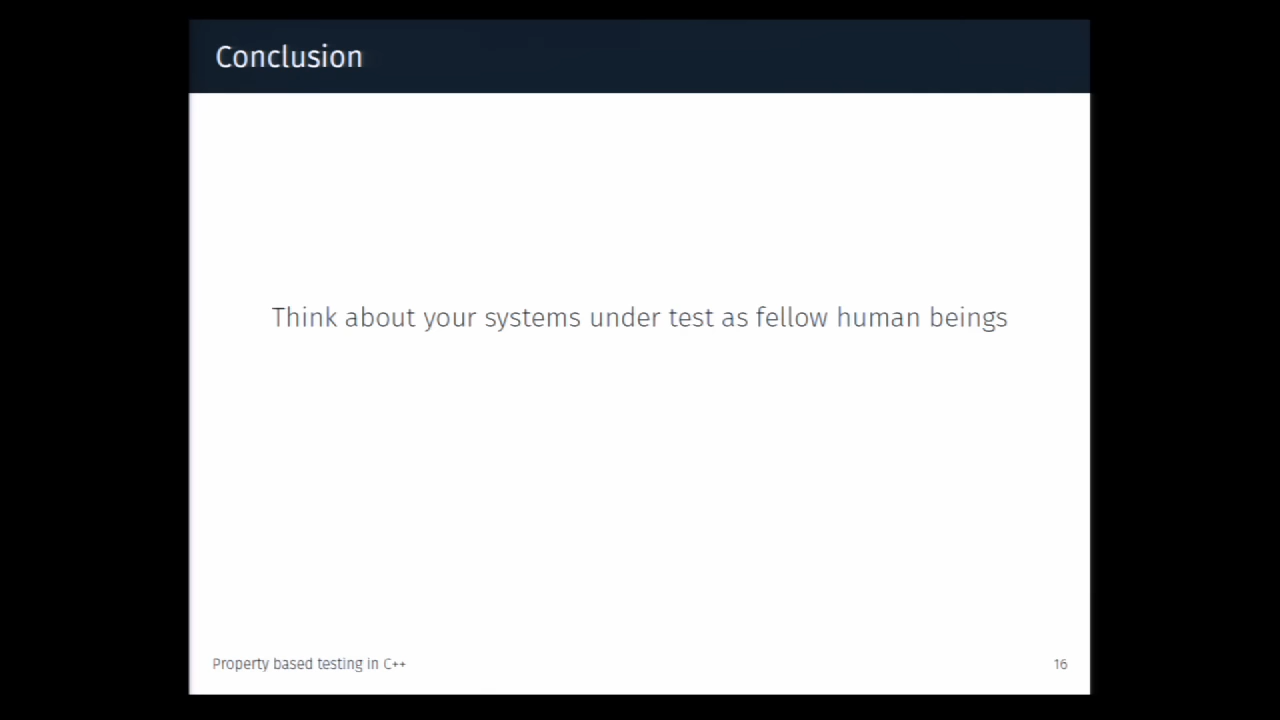 Conclusion
Think about your systems under test as fellow human beings
Property based testing in C++
16